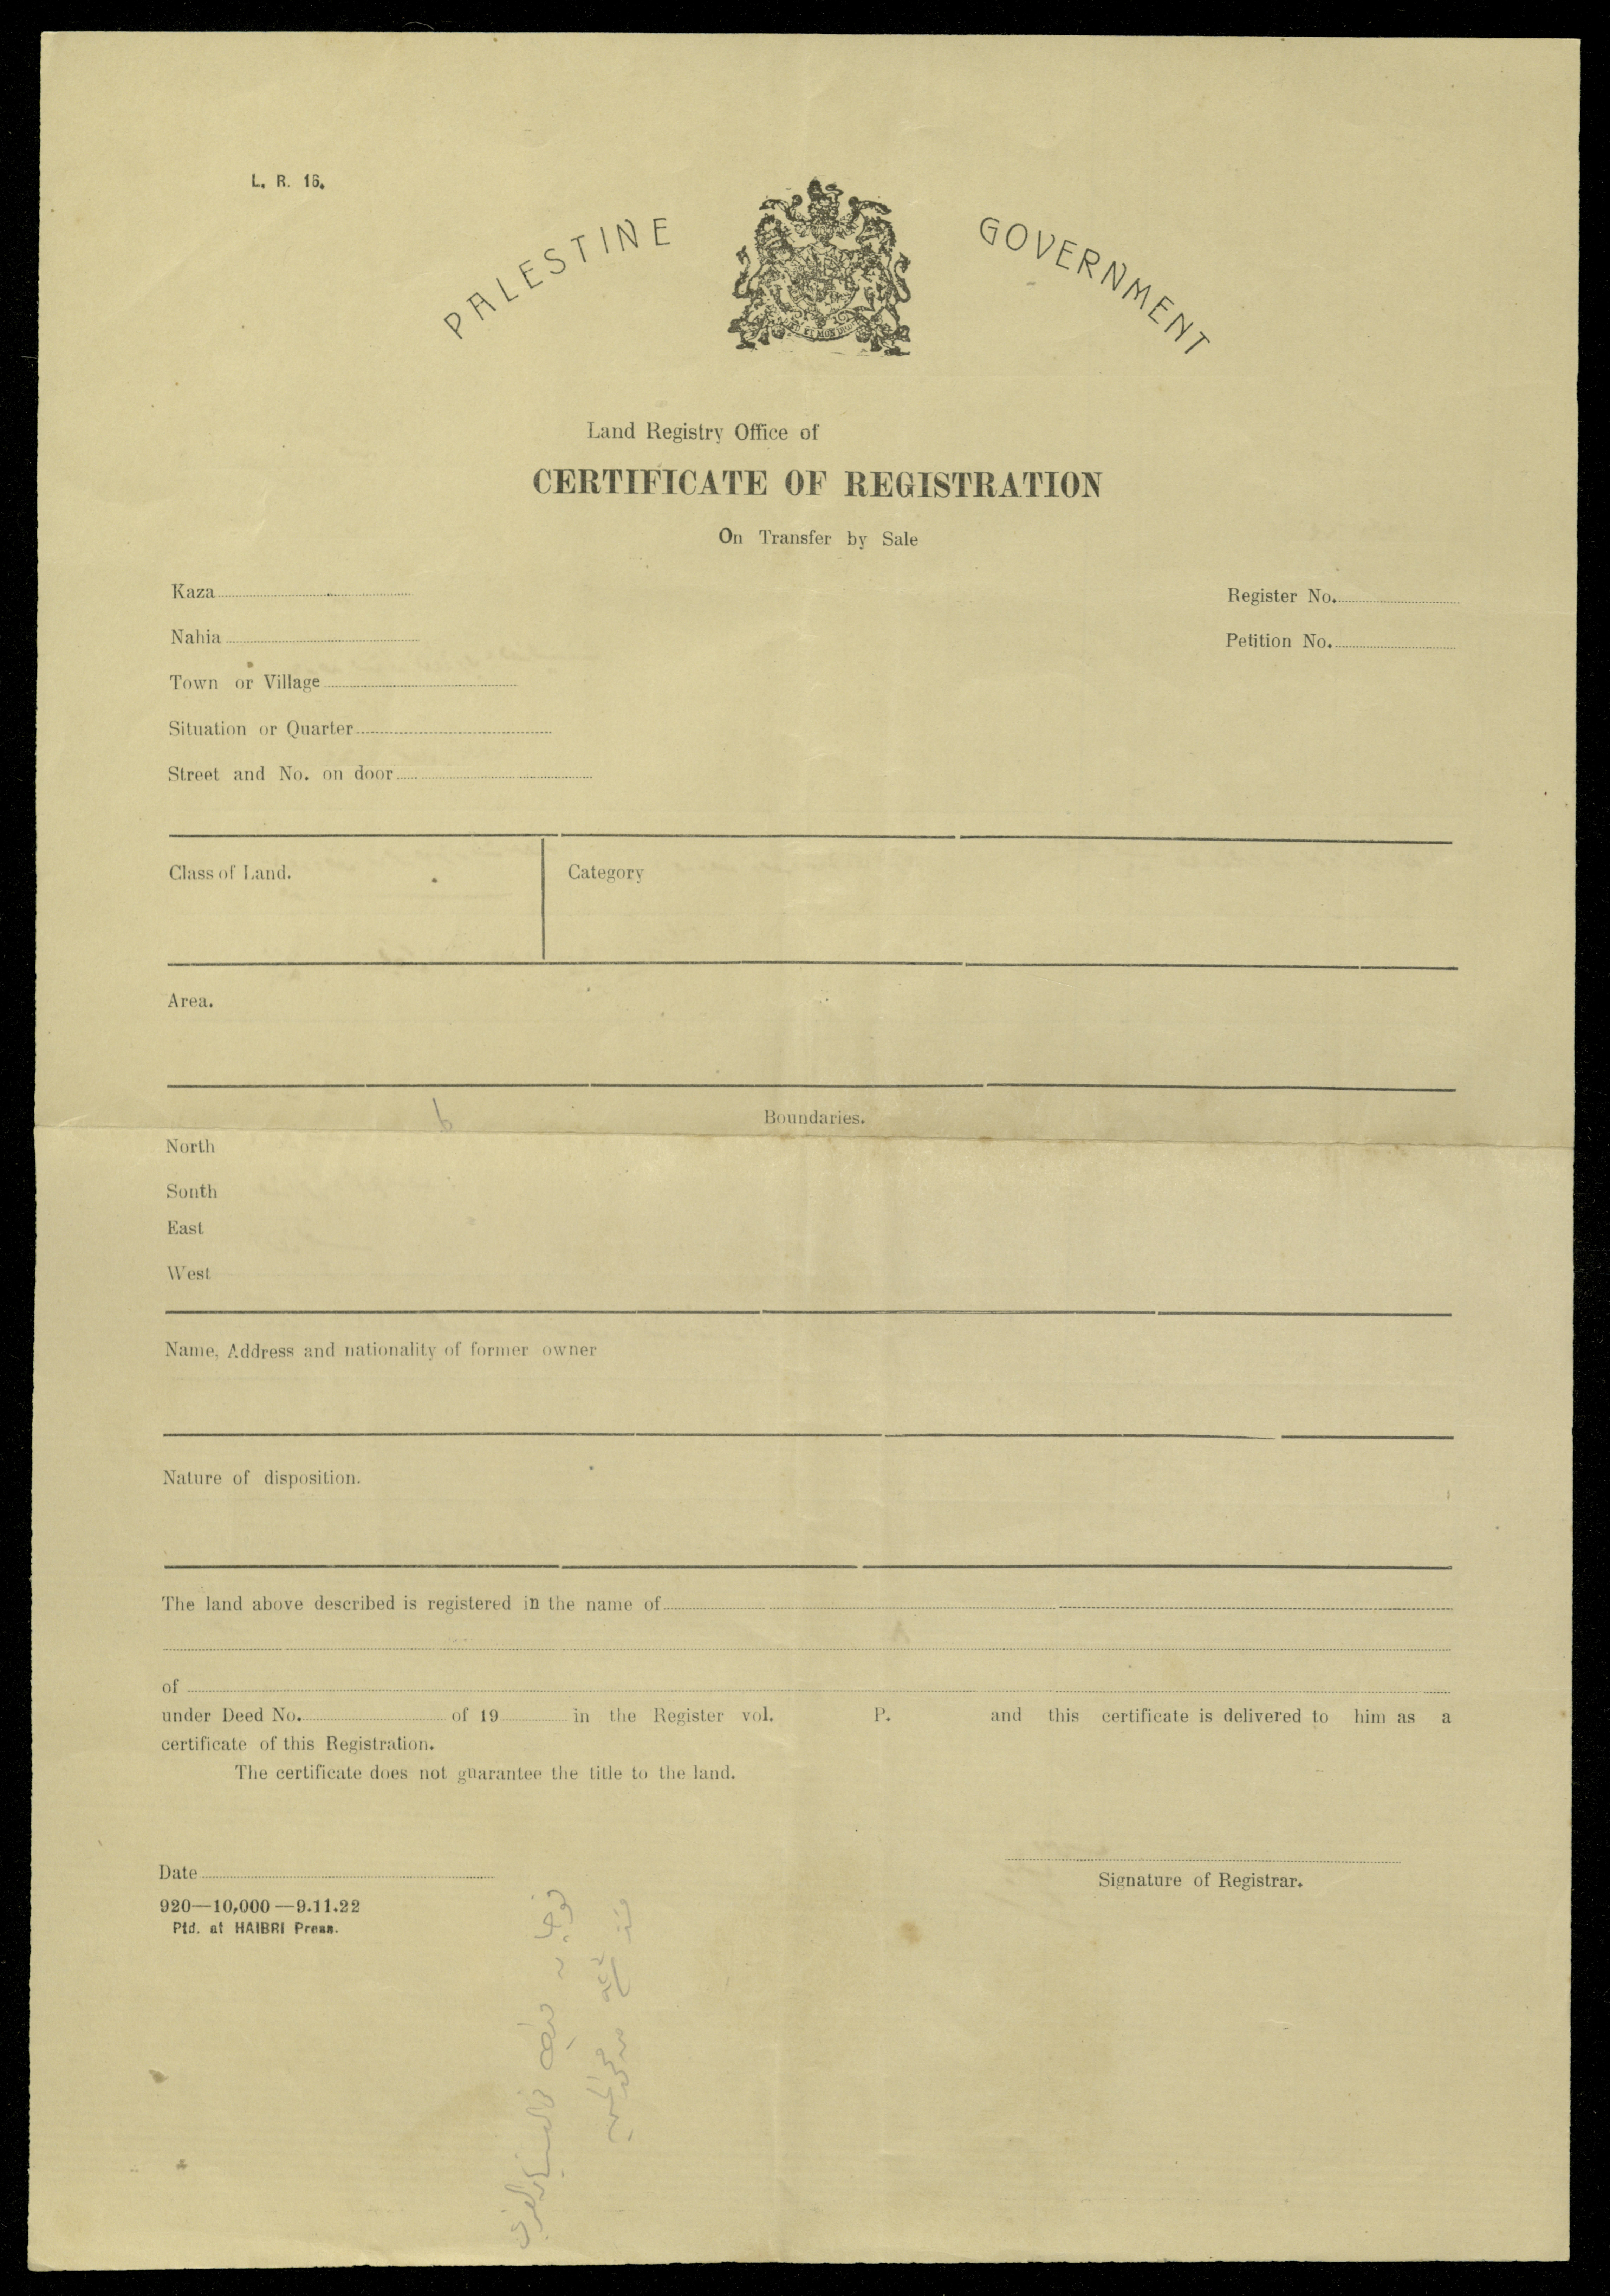 L. R. 16.
PALESTINE GOVERNMENT
Land Registry Office of
CERTIFICATE OF REGISTRATION
On Transfer by Sale
Kaza
Register No.
Nahia
Petition No.
Town or Village
Situation or Quarter
Street and No. on door
Class of Land.
Category
Area.
Boundaries.
North
Sonth
East
West
Name, Address and nationality of former owner
Nature of disposition.
The land above described is registered in the name of
of
under Deed No. of 19 in the Register vol. P. and this certificate is delivered to him as a
certificate of this Registration.
The certificate does not guarantee the title to the land.
Date
Signature of Registrar.
920—10,000—9.11.22
Ptd. at HAIBRI Press.